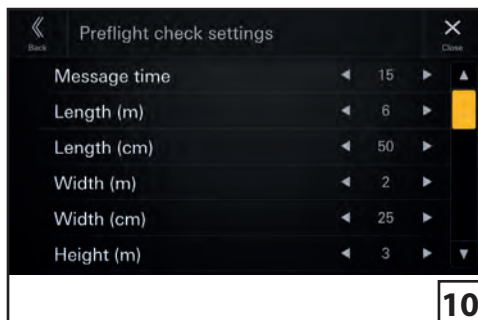 Back Preflight check settings Close
Message time 15
Length (m) 6
Length (cm) 50
Width (m) 2
Width (cm) 25
Height (m) 3
10